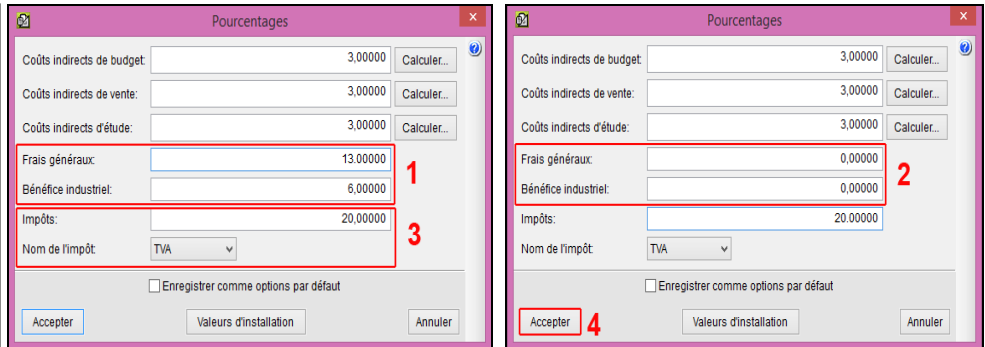 Pourcentages
x
Coûts indirects de budget: 3,00000 Calculer...
Coûts indirects de vente: 3,00000 Calculer...
Coûts indirects d'étude: 3,00000 Calculer...
Frais généraux: 13.00000
1
Bénéfice industriel: 6,00000
Impôts: 20,00000
3
Nom de l'impôt: TVA
Enregistrer comme options par défaut
Accepter Valeurs d'installation Annuler
Pourcentages
x
Coûts indirects de budget: 3,00000 Calculer...
Coûts indirects de vente: 3,00000 Calculer...
Coûts indirects d'étude: 3,00000 Calculer...
Frais généraux: 0,00000
2
Bénéfice industriel: 0,00000
Impôts: 20.00000
Nom de l'impôt: TVA
Enregistrer comme options par défaut
Accepter 4 Valeurs d'installation Annuler